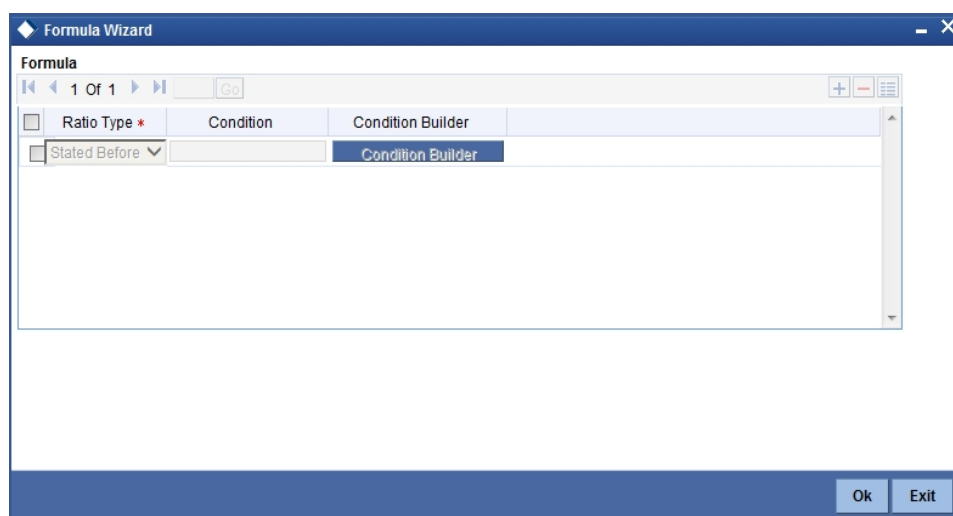 Formula Wizard
Formula
1 Of 1 Go
Ratio Type * Condition Condition Builder
Stated Before Condition Builder
Ok Exit